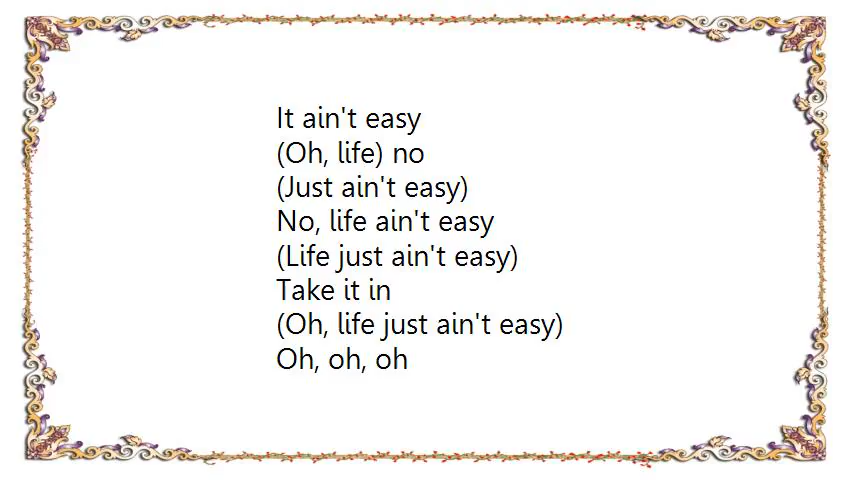 It ain't easy
(Oh, life) no
(Just ain't easy)
No, life ain't easy
(Life just ain't easy)
Take it in
(Oh, life just ain't easy)
Oh, oh, oh